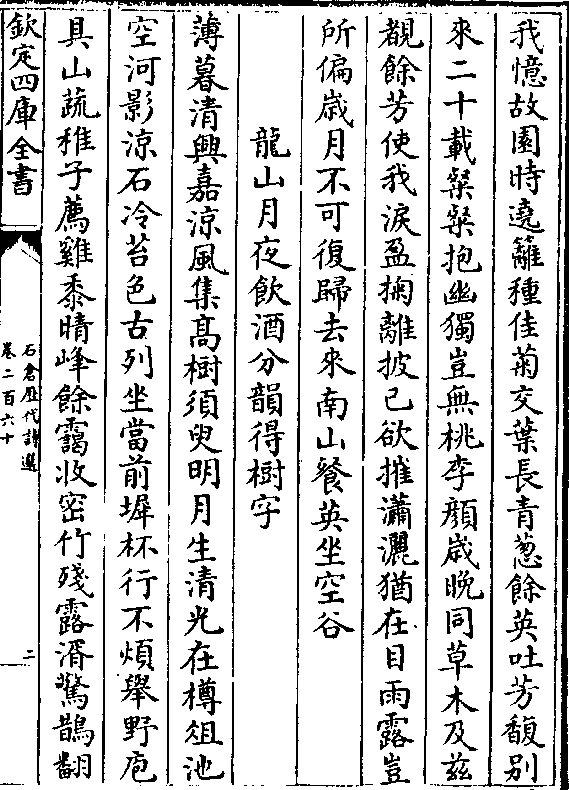 我憶故園時遶籬種佳菊交葉長青葱餘英吐芳馥别
來二十載粲粲抱幽獨豈無桃李顔歳晚同草木及兹
覩餘芳使我淚盈掬離披已欲摧瀟灑猶在目雨露豈
所偏歳月不可復歸去來南山餐英坐空谷
龍山月夜飲酒分韻得樹字
薄暮清興嘉涼風集髙樹須臾明月生清光在樽俎池
空河影涼石冷苔色古列坐當前墀杯行不煩舉野庖
具山蔬稚子薦雞黍晴峰餘靄收密竹殘露湑驚鵲翻
欽定四庫全書
石倉歴代詩選
卷二百六十
二